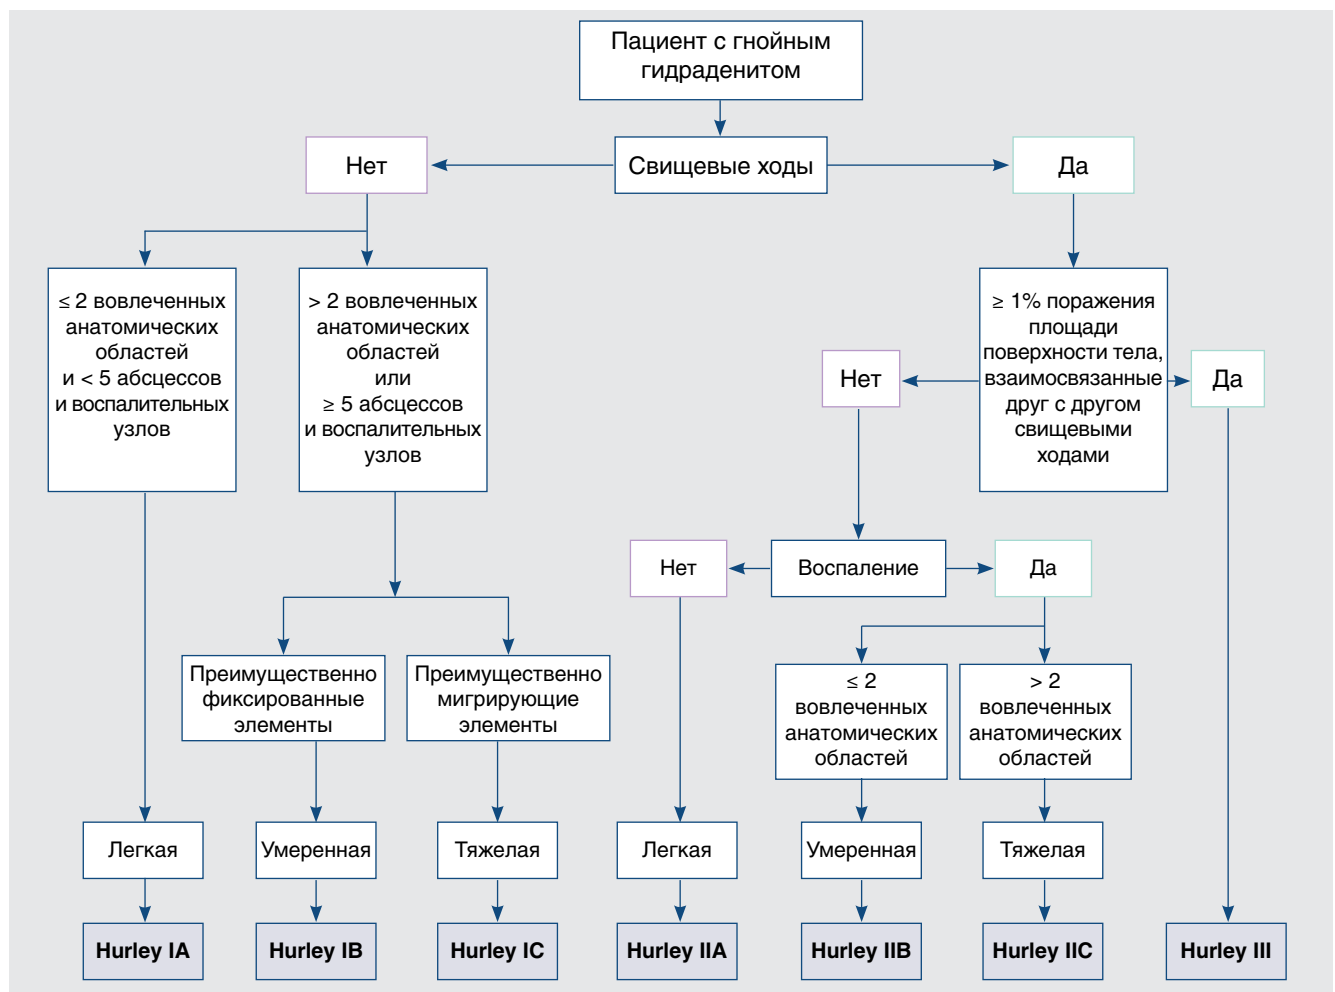 Пациент с гнойным
гидраденитом
Нет
Свищевые ходы
Да
≤ 2 вовлеченных
анатомических
областей
и < 5 абсцессов
и воспалительных
узлов
> 2 вовлеченных
анатомических
областей
или
≥ 5 абсцессов
и воспалительных
узлов
≥ 1% поражения
площади
поверхности тела,
взаимосвязанные
друг с другом
свищевыми
ходами
Нет
Да
Нет
Воспаление
Да
Преимущественно
фиксированные
элементы
Преимущественно
мигрирующие
элементы
≤ 2
вовлеченных
анатомических
областей
> 2
вовлеченных
анатомических
областей
Легкая
Умеренная
Тяжелая
Легкая
Умеренная
Тяжелая
Hurley IA
Hurley IB
Hurley IC
Hurley IIA
Hurley IIB
Hurley IIC
Hurley III